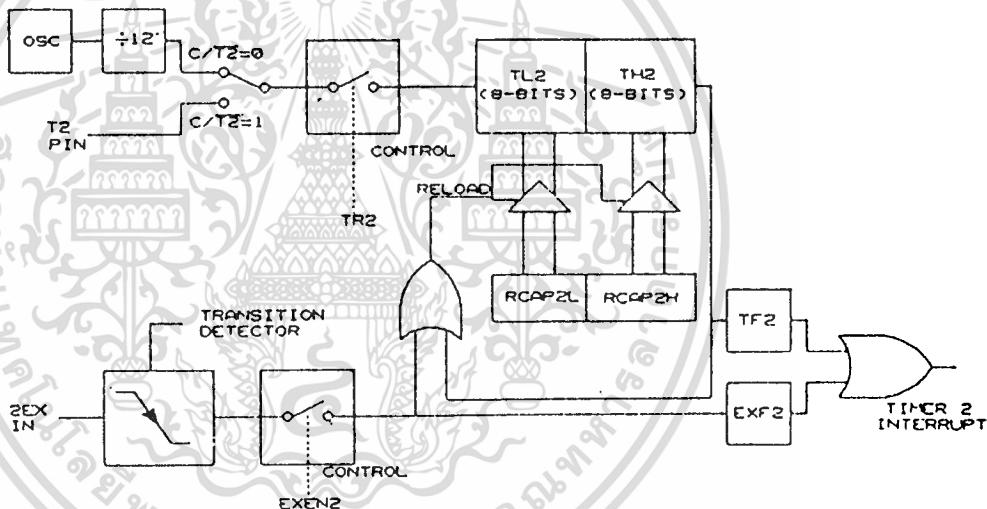 OSC
÷12
C/T2=0
C/T2=1
T2
PIN
CONTROL
TR2
TL2
(8-BITS)
TH2
(8-BITS)
RELOAD
RCAP2L
RCAP2H
TRANSITION
DETECTOR
2EX
IN
CONTROL
EXEN2
TF2
EXF2
TIMER 2
INTERRUPT